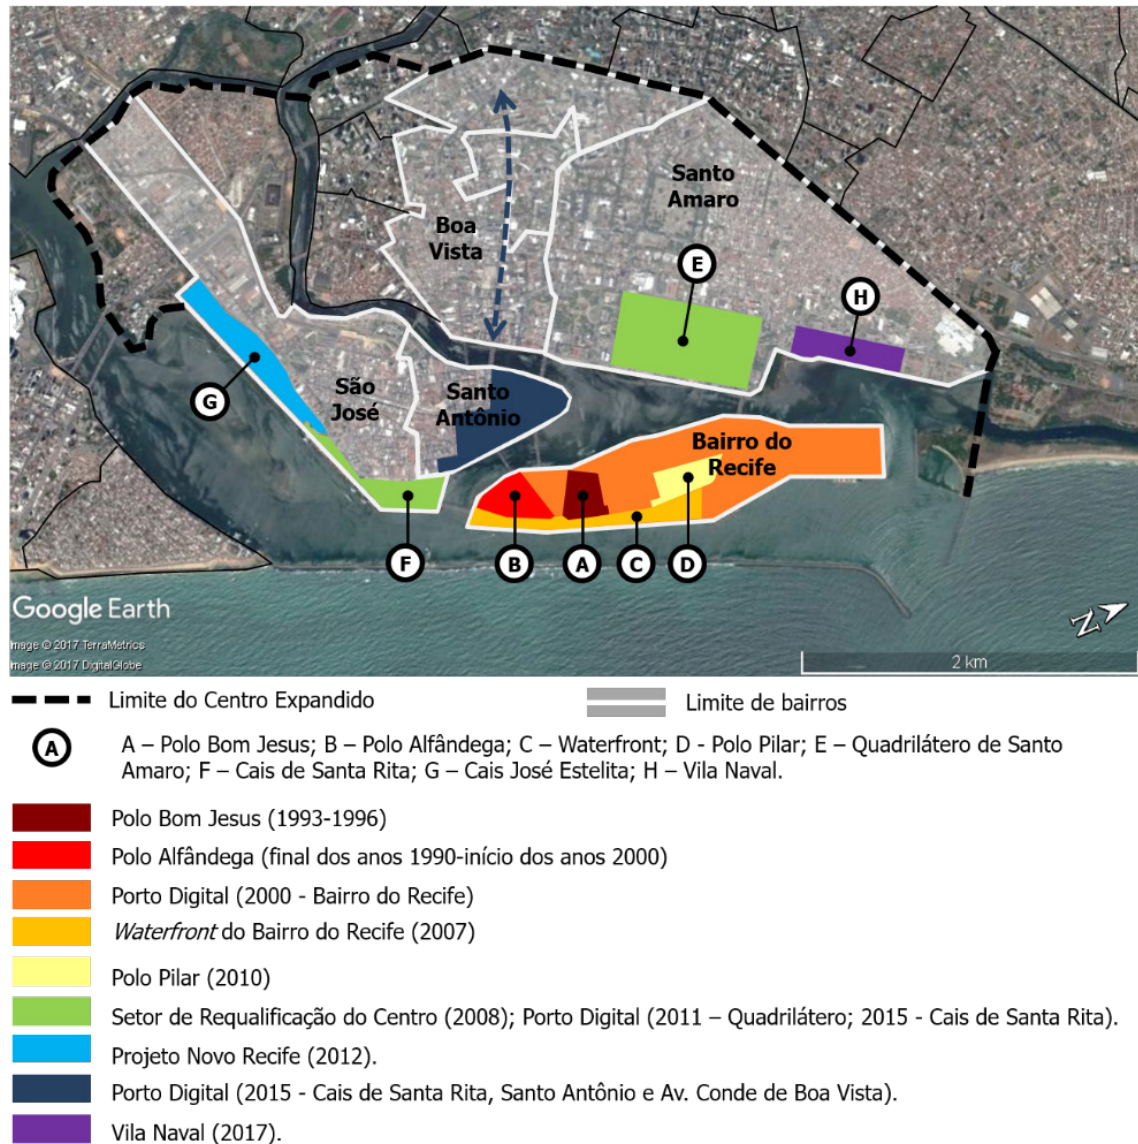 Santo
Amaro
Boa
Vista
E
H
São
José
Santo
Antônio
G
Bairro do
Recife
F
B
A
C
D
Google Earth
Image © 2017 TerraMetrics
Image © 2017 DigitalGlobe
N
2 km
Limite do Centro Expandido
Limite de bairros
A
A – Polo Bom Jesus; B – Polo Alfândega; C – Waterfront; D - Polo Pilar; E – Quadrilátero de Santo
Amaro; F – Cais de Santa Rita; G – Cais José Estelita; H – Vila Naval.
Polo Bom Jesus (1993-1996)
Polo Alfândega (final dos anos 1990-início dos anos 2000)
Porto Digital (2000 - Bairro do Recife)
Waterfront do Bairro do Recife (2007)
Polo Pilar (2010)
Setor de Requalificação do Centro (2008); Porto Digital (2011 – Quadrilátero; 2015 - Cais de Santa Rita).
Projeto Novo Recife (2012).
Porto Digital (2015 - Cais de Santa Rita, Santo Antônio e Av. Conde de Boa Vista).
Vila Naval (2017).